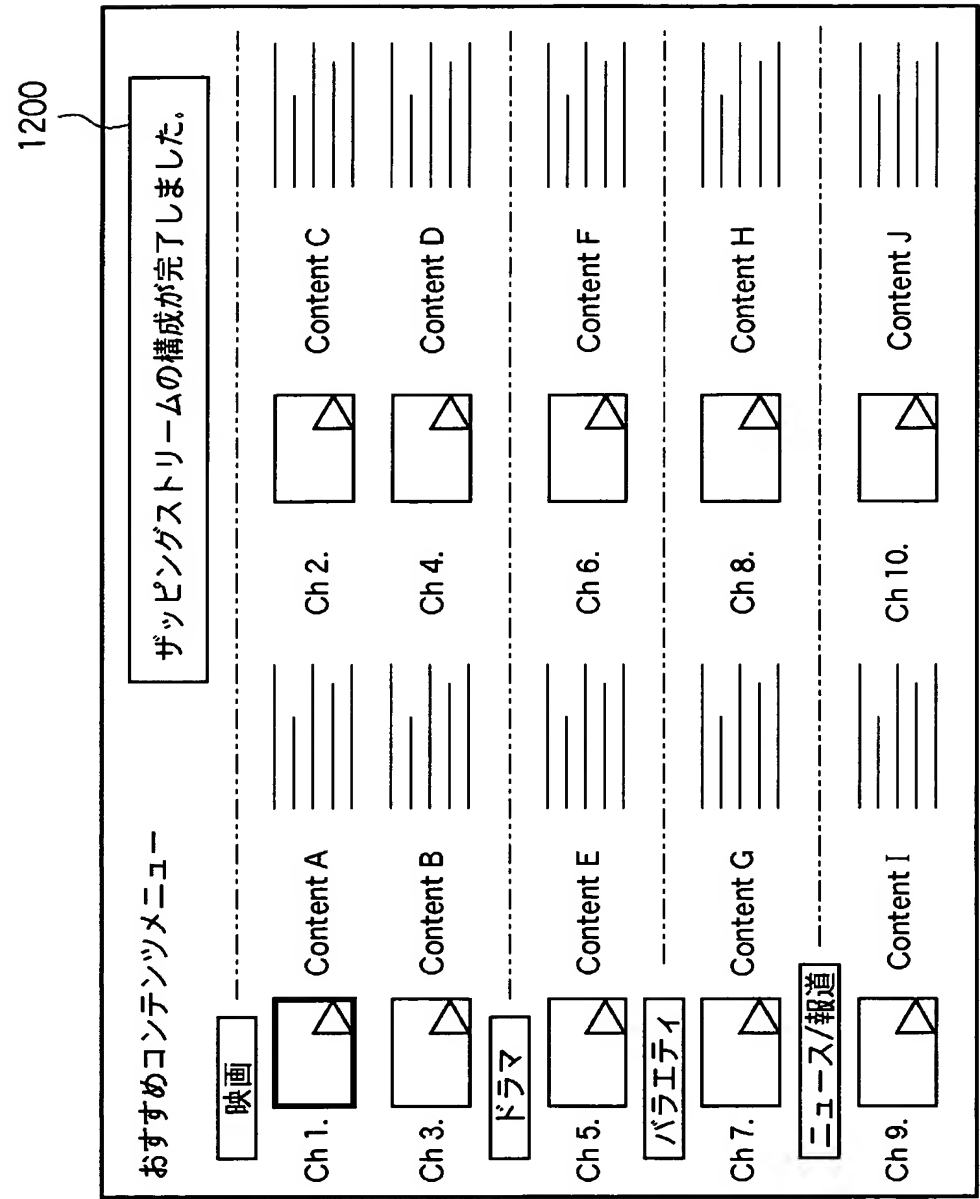 1200
おすすめコンテンツメニュー
ザッピングストリームの構成が完了しました。
映画
Ch 1. Content A Ch 2. Content C
Ch 3. Content B Ch 4. Content D
ドラマ
Ch 5. Content E Ch 6. Content F
バラエティ
Ch 7. Content G Ch 8. Content H
ニュース/報道
Ch 9. Content I Ch 10. Content J